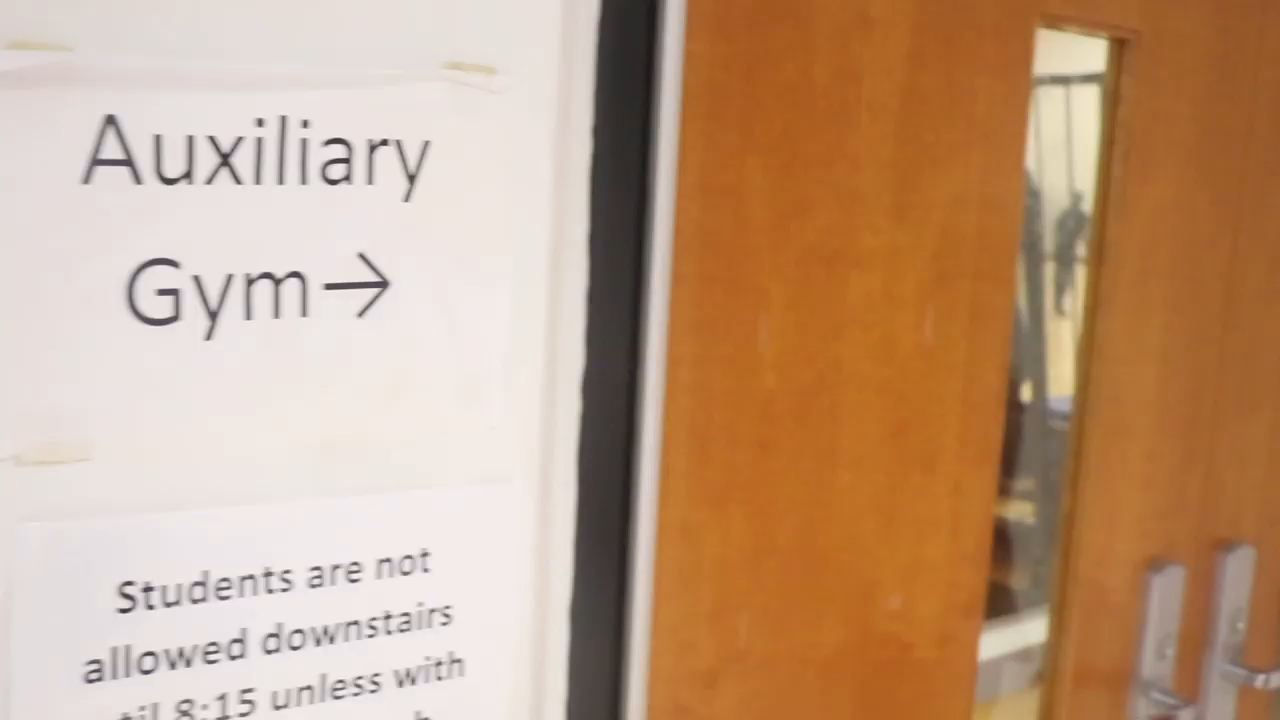 Auxiliary
Gym→
Students are not
allowed downstairs
8:15 unless with